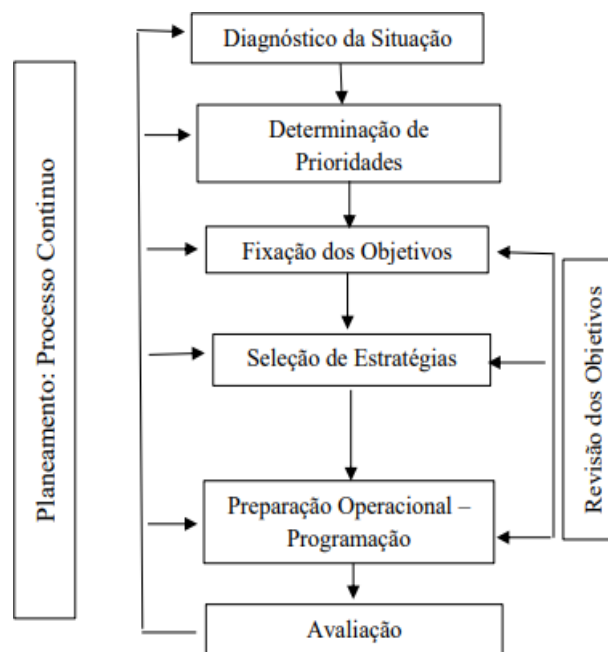 Diagnóstico da Situação
Determinação de
Prioridades
Fixação dos Objetivos
Seleção de Estratégias
Preparação Operacional –
Programação
Avaliação
Planeamento: Processo Continuo
Revisão dos Objetivos